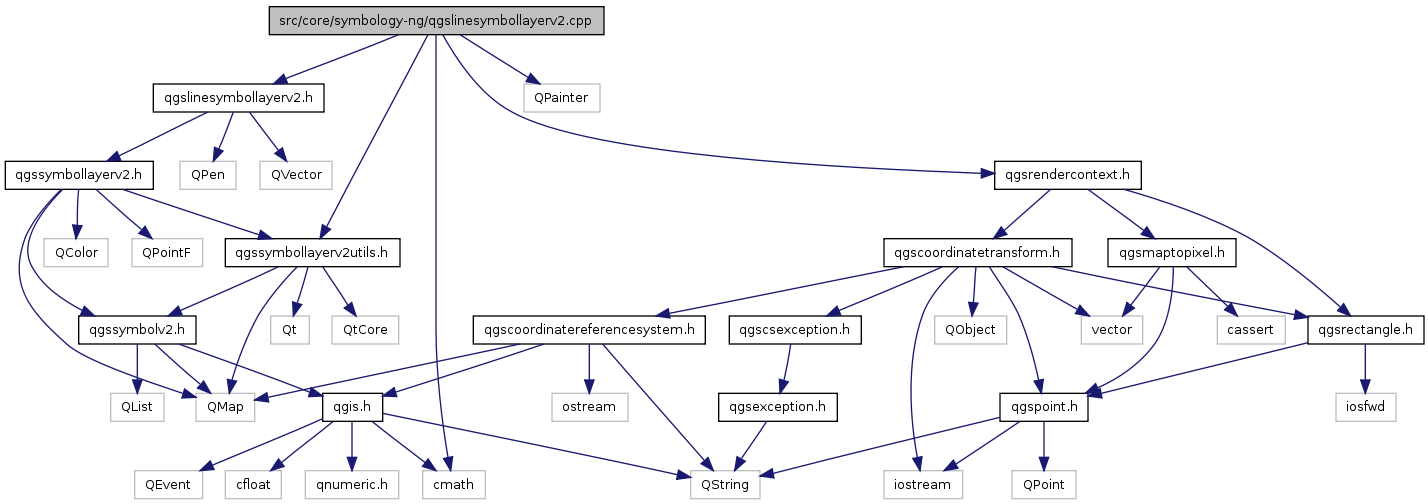 src/core/symbology-ng/qgslinesymbollayerv2.cpp
qgslinesymbollayerv2.h
QPainter
qgssymbollayerv2.h
QPen
QVector
qgsrendercontext.h
QColor
QPointF
qgssymbollayerv2utils.h
qgscoordinatetransform.h
qgsmaptopixel.h
qgssymbolv2.h
Qt
QtCore
qgscoordinatereferencesystem.h
qgscsexception.h
QObject
vector
cassert
qgsrectangle.h
QList
QMap
qgis.h
ostream
qgsexception.h
qgspoint.h
iosfwd
QEvent
cfloat
qnumeric.h
cmath
QString
iostream
QPoint